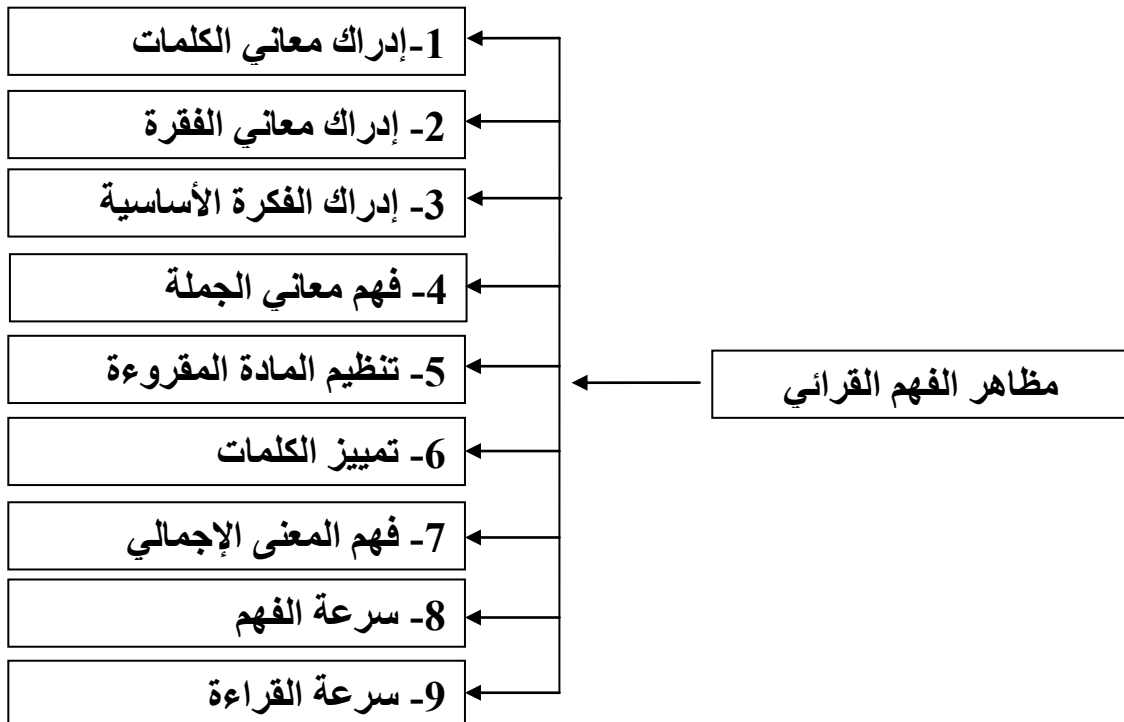 مظاهر الفهم القرائي
1-إدراك معاني الكلمات
2- إدراك معاني الفقرة
3- إدراك الفكرة الأساسية
4- فهم معاني الجملة
5- تنظيم المادة المقروءة
6- تمييز الكلمات
7- فهم المعنى الإجمالي
8- سرعة الفهم
9- سرعة القراءة